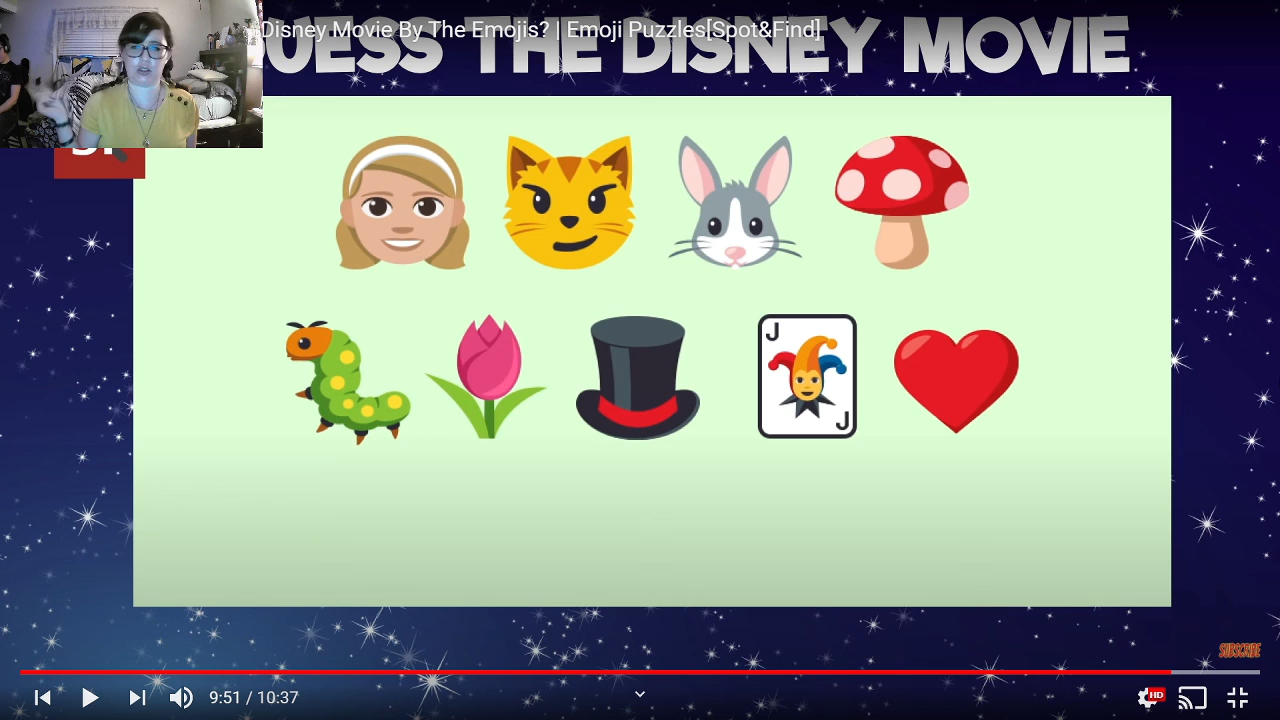 Disney Movie By The Emojis? | Emoji Puzzles[Spot&Find]
UESS THE DISNEY MOVIE
J
J
SUBSCRIBE
9:51 / 10:37
HD